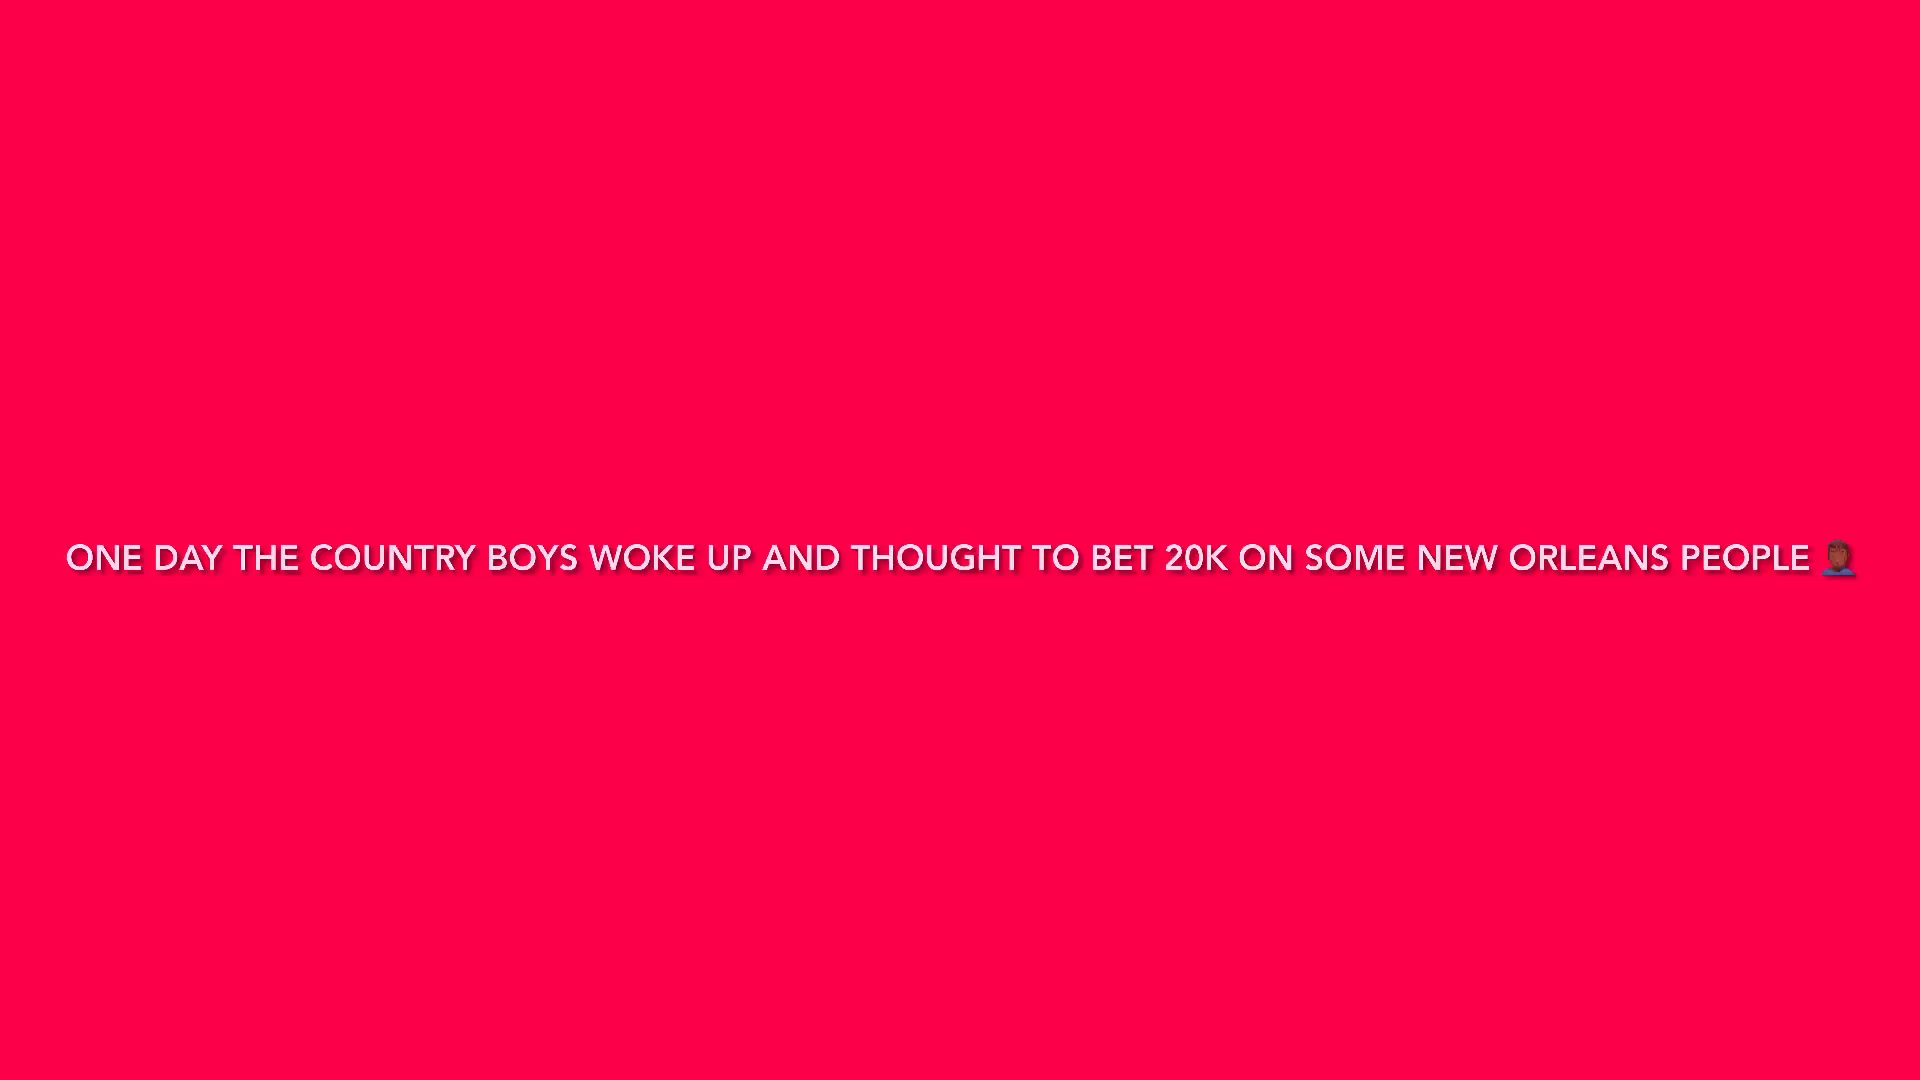 ONE DAY THE COUNTRY BOYS WOKE UP AND THOUGHT TO BET 20K ON SOME NEW ORLEANS PEOPLE 🤦🏾‍♂️